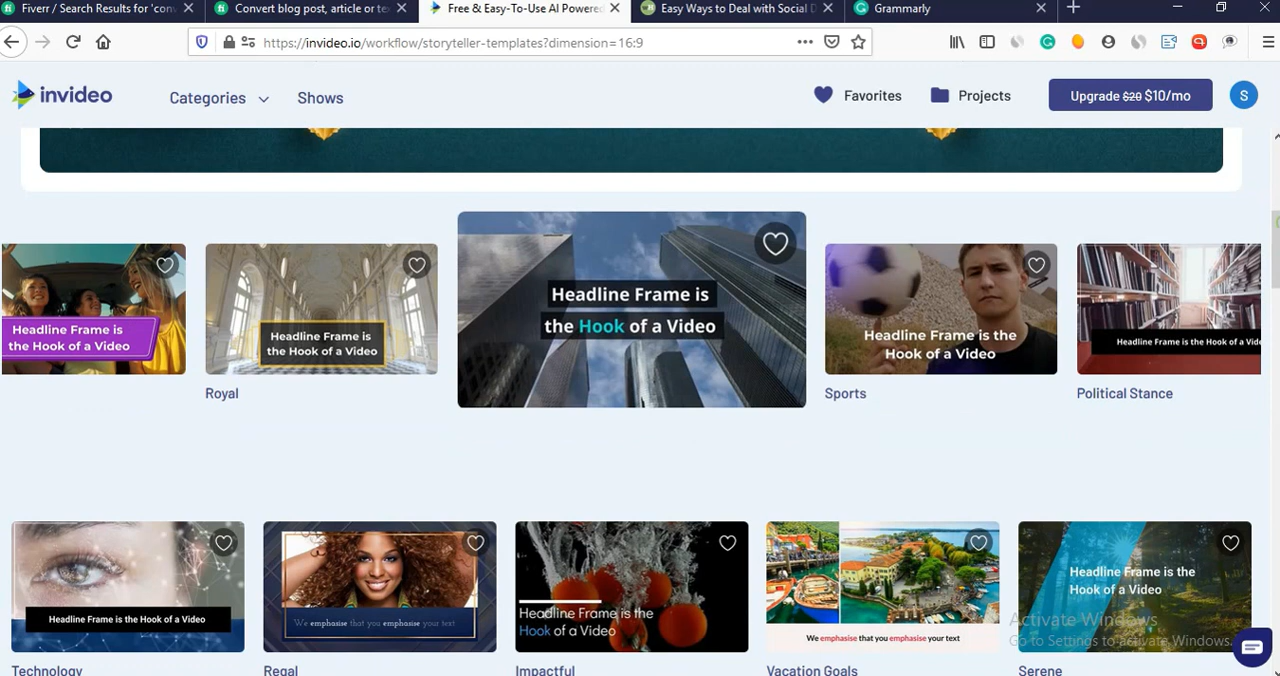 Fiverr / Search Results for 'con
Convert blog post, article or te
Free & Easy-To-Use AI Powered
Easy Ways to Deal with Social D
Grammarly
https://invideo.io/workflow/storyteller-templates?dimension=16:9
invideo
Categories
Shows
Favorites
Projects
Upgrade $20 $10/mo
S
Headline Frame is
the Hook of a Video
Headline Frame is
the Hook of a Video
Royal
Headline Frame is
the Hook of a Video
Headline Frame is the
Hook of a Video
Sports
Headline Frame is the Hook of a Vide
Political Stance
Headline Frame is the Hook of a Video
Technology
We emphasise that you emphasise your text
Regal
Headline Frame is the
Hook of a Video
Impactful
We emphasise that you emphasise your text
Vacation Goals
Headline Frame is the
Hook of a Video
Serene
Activate Windows
Go to Settings to activate Windows.